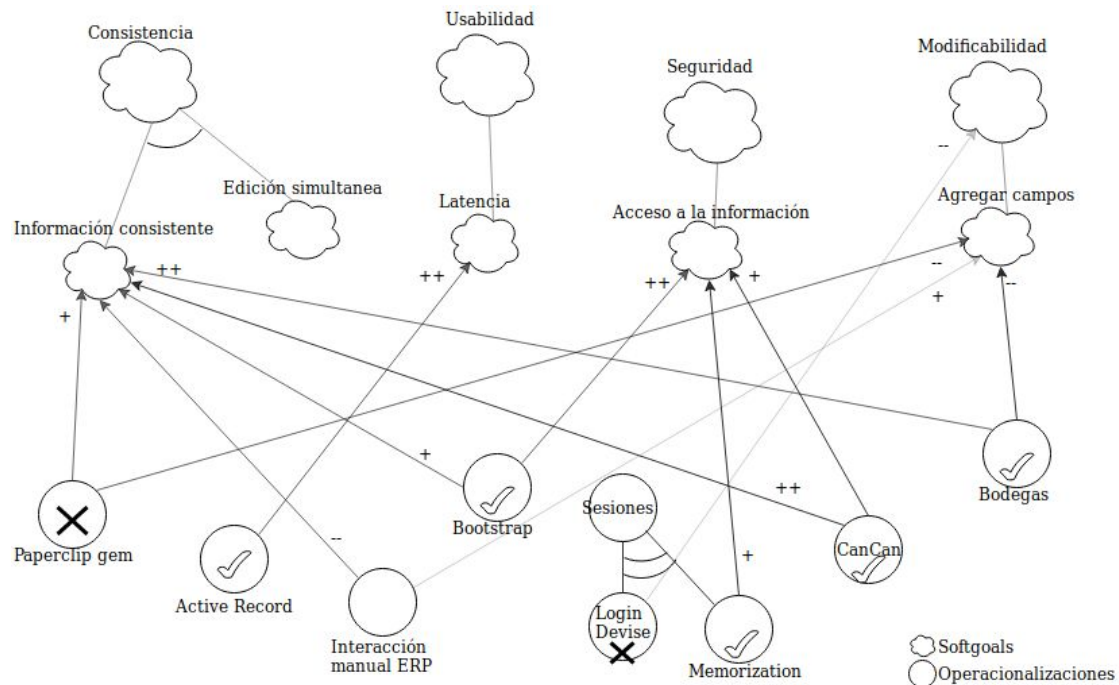 Consistencia
Usabilidad
Seguridad
Modificabilidad
--
Edición simultanea
Latencia
Acceso a la información
Agregar campos
Información consistente
++
++
++
+
--
+
--
+
+
++
Bodegas
Sesiones
Paperclip gem
Bootstrap
--
CanCan
+
Active Record
Login
Devise
Interacción
manual ERP
Memorization
Softgoals
Operacionalizaciones